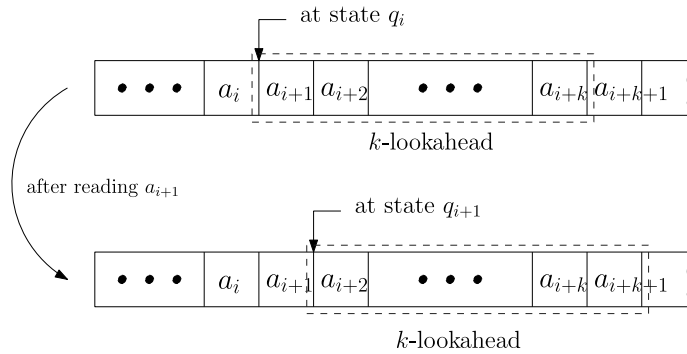 at state q_i
• • • a_i a_{i+1} a_{i+2} • • • a_{i+k} a_{i+k+1}
k-lookahead
after reading a_{i+1}
at state q_{i+1}
• • • a_i a_{i+1} a_{i+2} • • • a_{i+k} a_{i+k+1}
k-lookahead